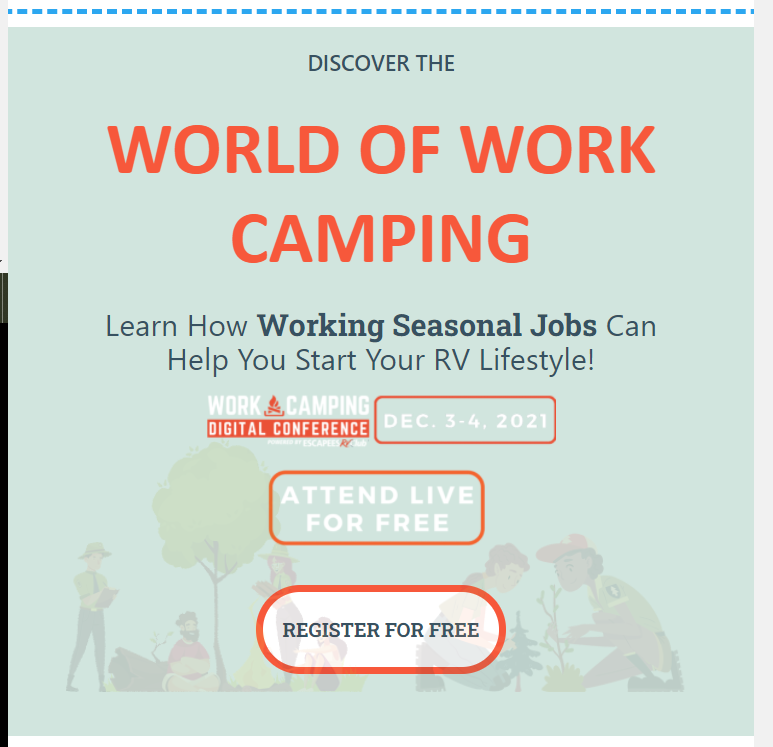 DISCOVER THE
WORLD OF WORK
CAMPING
Learn How Working Seasonal Jobs Can
Help You Start Your RV Lifestyle!
WORK CAMPING
DIGITAL CONFERENCE
POWERED BY ESCAPEES RV Club
DEC. 3-4, 2021
ATTEND LIVE
FOR FREE
REGISTER FOR FREE